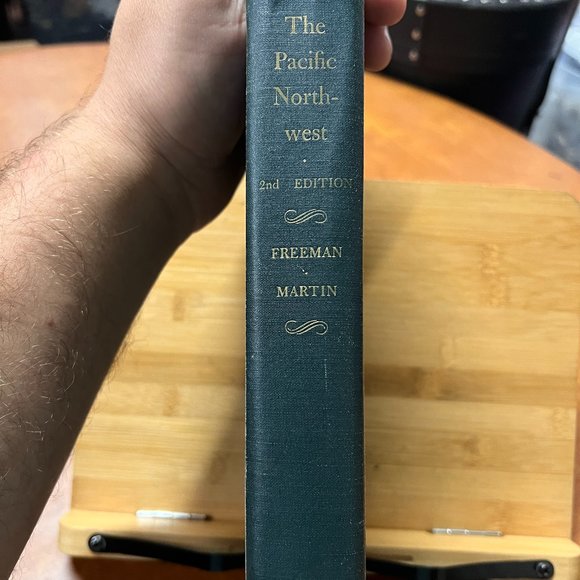 The
Pacific
North-
west
2nd EDITION
FREEMAN
MARTIN